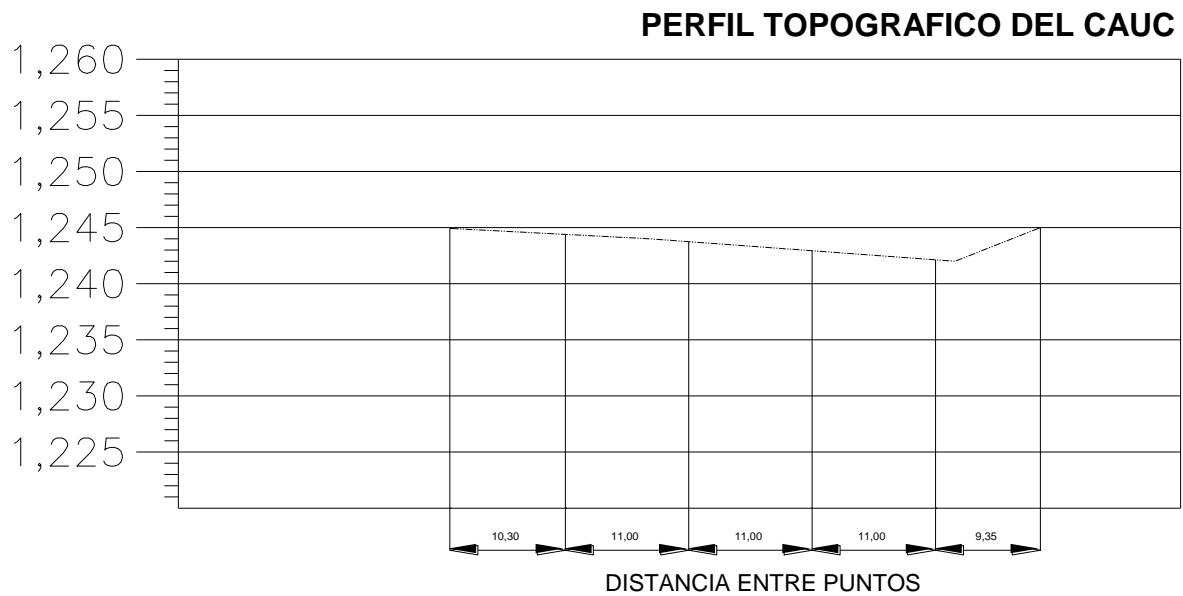 PERFIL TOPOGRAFICO DEL CAUC
1,260
1,255
1,250
1,245
1,240
1,235
1,230
1,225
10,30 11,00 11,00 11,00 9,35
DISTANCIA ENTRE PUNTOS